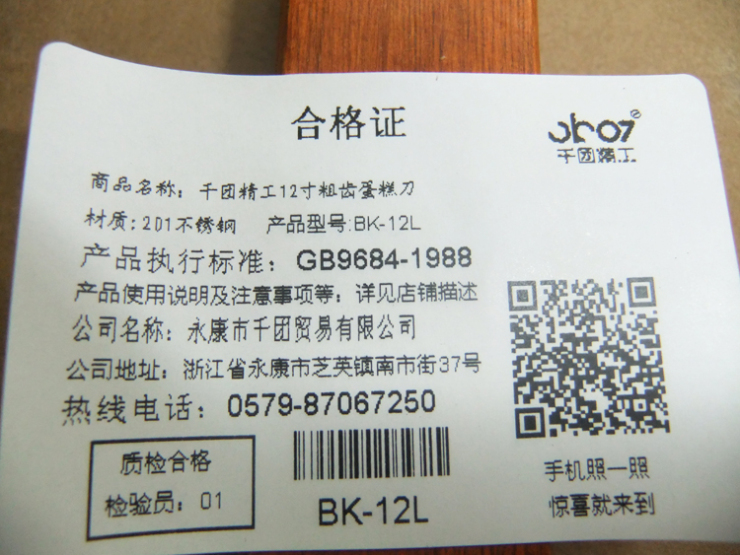 合格证
千团精工
商品名称：千团精工12寸粗齿蛋糕刀
材质:201不锈钢 产品型号:BK-12L
产品执行标准：GB9684-1988
产品使用说明及注意事项等：详见店铺描述
公司名称：永康市千团贸易有限公司
公司地址：浙江省永康市芝英镇南市街37号
热线电话：0579-87067250
质检合格
检验员：01
BK-12L
手机照一照
惊喜就来到